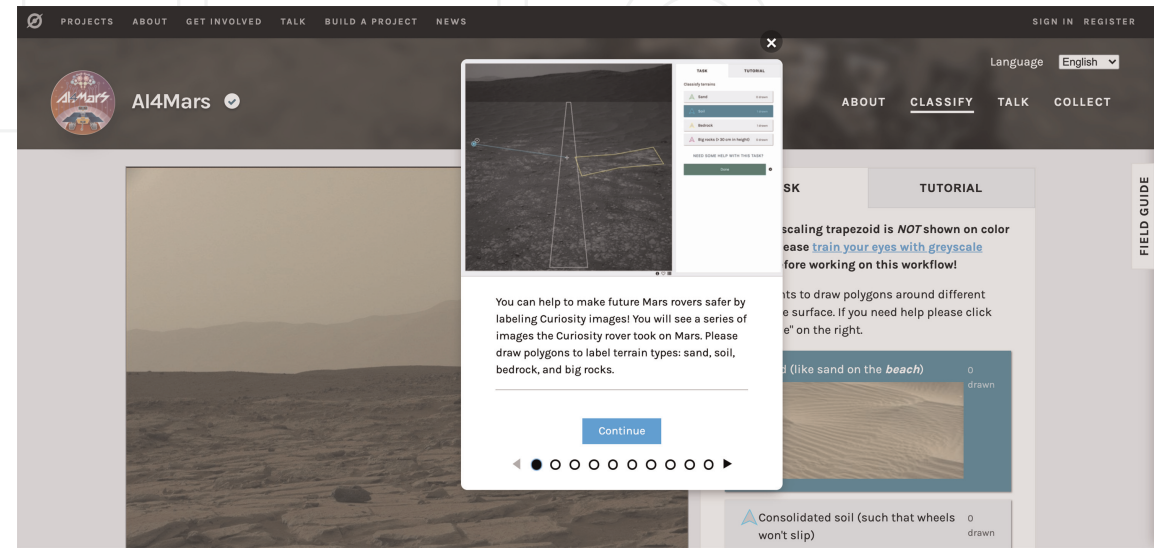 PROJECTS ABOUT GET INVOLVED TALK BUILD A PROJECT NEWS
SIGN IN REGISTER
Language English
AI4Mars
AI4Mars
ABOUT CLASSIFY TALK COLLECT
FIELD GUIDE
TASK TUTORIAL
Classify terrains
Sand
Soil
Bedrock
Big rocks (> 30 cm in height)
NEED SOME HELP WITH THIS TASK?
Done
You can help to make future Mars rovers safer by
labeling Curiosity images! You will see a series of
images the Curiosity rover took on Mars. Please
draw polygons to label terrain types: sand, soil,
bedrock, and big rocks.
Continue
SK
TUTORIAL
scaling trapezoid is NOT shown on color
ease train your eyes with greyscale
fore working on this workflow!
nts to draw polygons around different
e surface. If you need help please click
e" on the right.
d (like sand on the beach) 0
drawn
Consolidated soil (such that wheels 0
won't slip) drawn